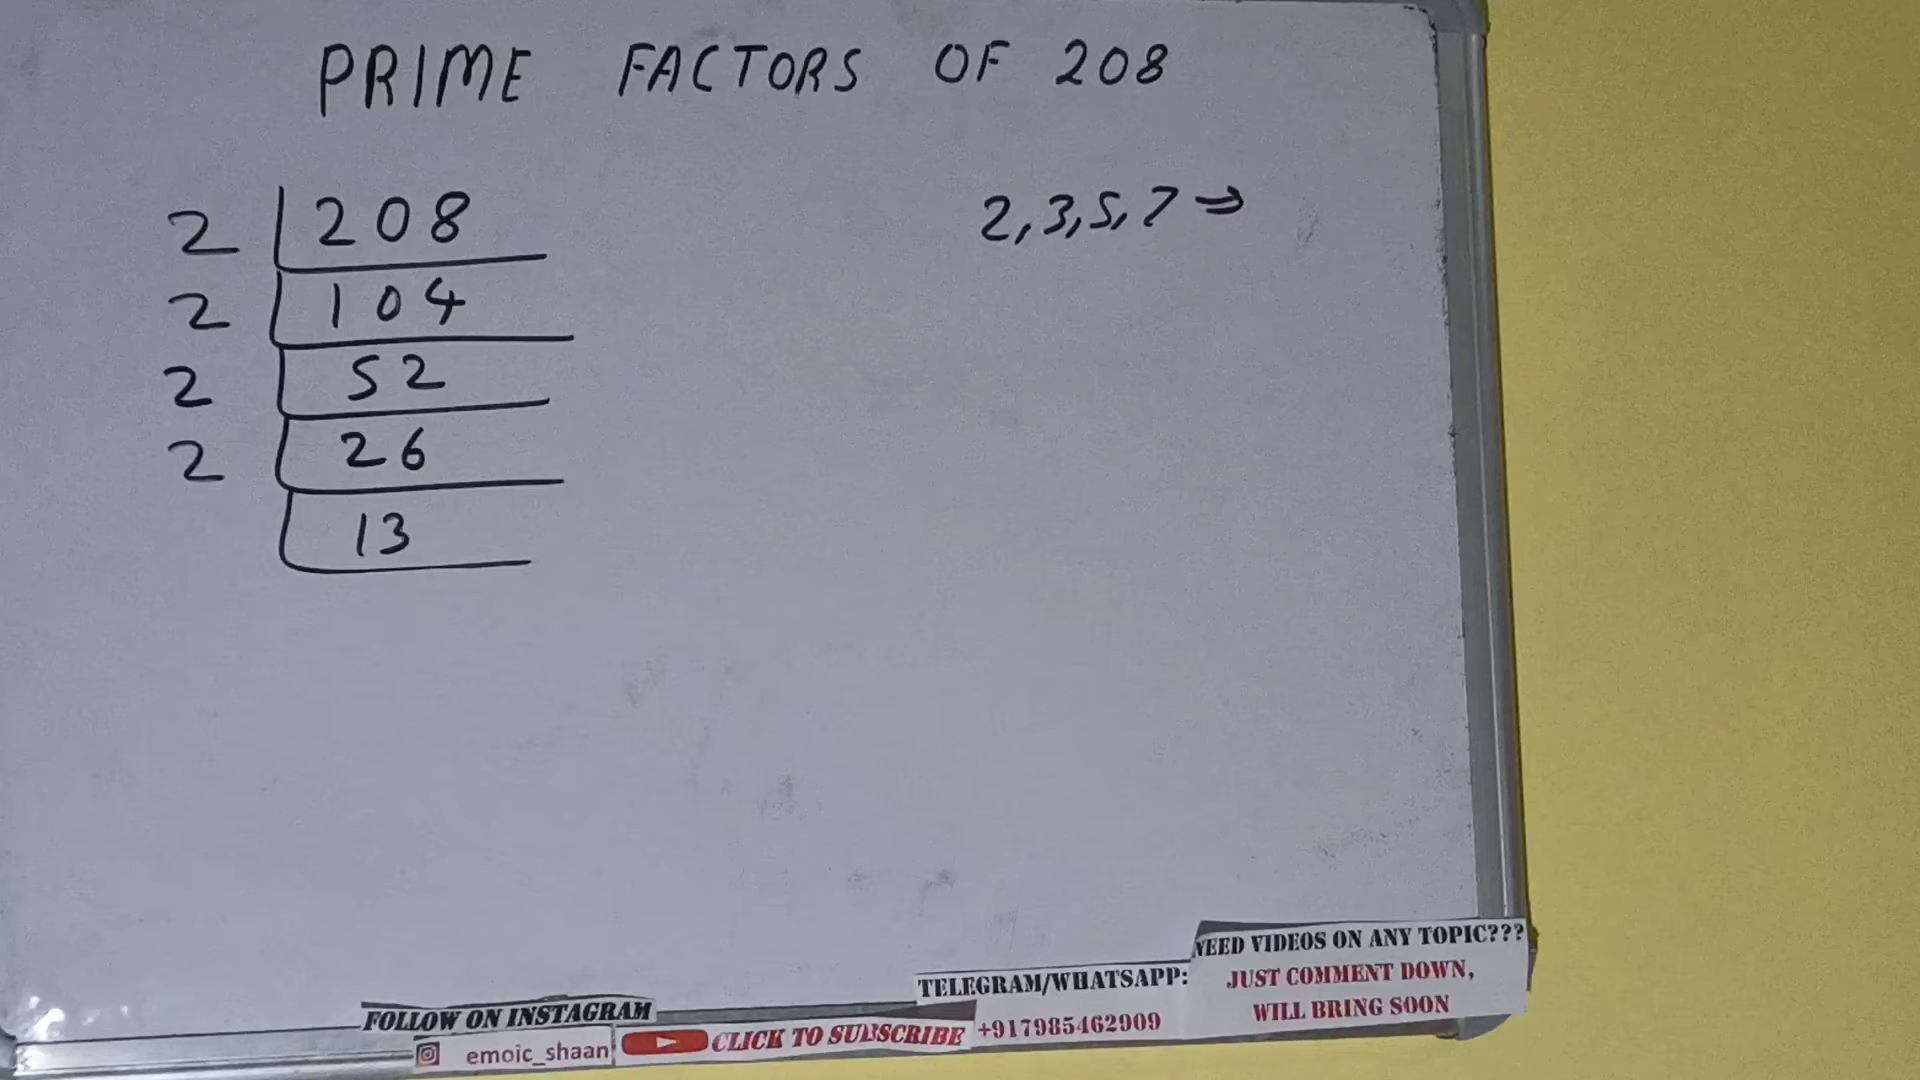 PRIME FACTORS OF 208
2 208
2 104
2 52
2 26
13
2,3,5,7 ⇒
NEED VIDEOS ON ANY TOPIC???
JUST COMMENT DOWN,
WILL BRING SOON
TELEGRAM/WHATSAPP:
+917985462909
FOLLOW ON INSTAGRAM
emoic_shaan
CLICK TO SUBSCRIBE